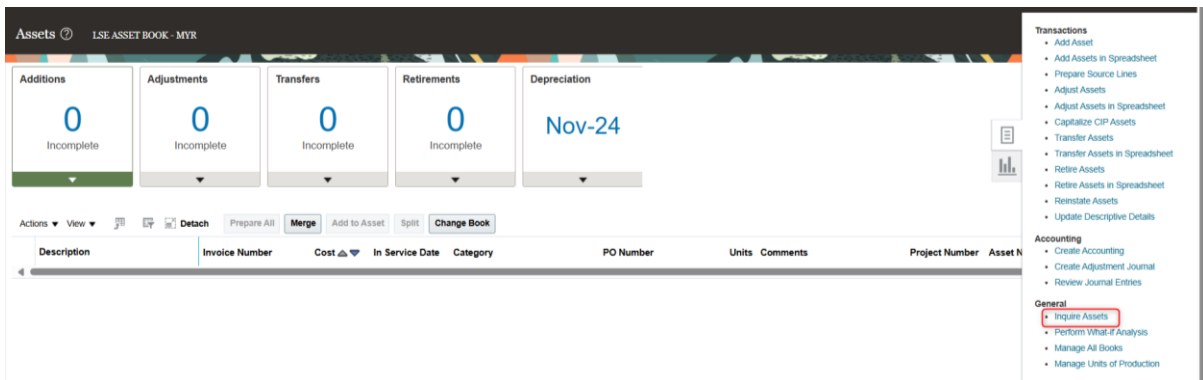 Assets LSE ASSET BOOK - MYR
Additions
0
Incomplete
Adjustments
0
Incomplete
Transfers
0
Incomplete
Retirements
0
Incomplete
Depreciation
Nov-24
Actions View Detach Prepare All Merge Add to Asset Split Change Book
Description Invoice Number Cost In Service Date Category PO Number Units Comments Project Number Asset N
Transactions
Add Asset
Add Assets in Spreadsheet
Prepare Source Lines
Adjust Assets
Adjust Assets in Spreadsheet
Capitalize CIP Assets
Transfer Assets
Transfer Assets in Spreadsheet
Retire Assets
Retire Assets in Spreadsheet
Reinstate Assets
Update Descriptive Details
Accounting
Create Accounting
Create Adjustment Journal
Review Journal Entries
General
Inquire Assets
Perform What-if Analysis
Manage All Books
Manage Units of Production